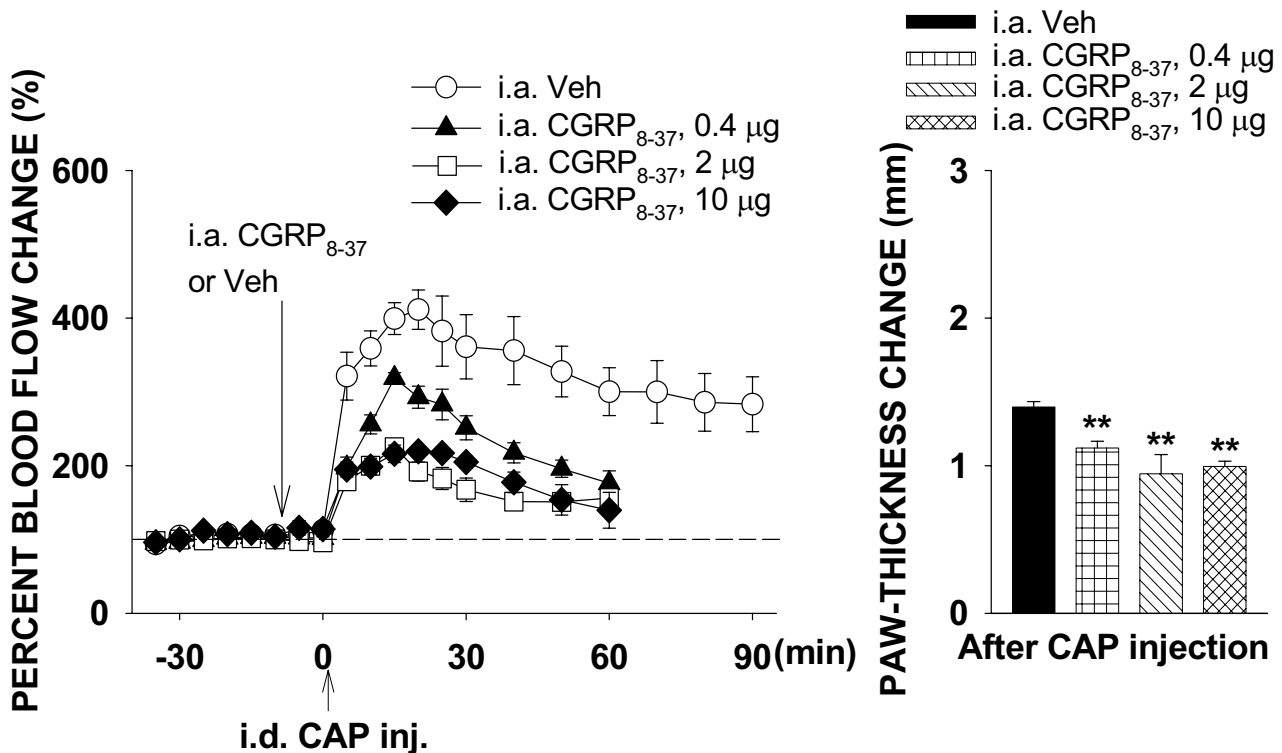 i.a. Veh
i.a. CGRP8-37, 0.4 μg
i.a. CGRP8-37, 2 μg
i.a. CGRP8-37, 10 μg
PERCENT BLOOD FLOW CHANGE (%)
600
400
200
0
i.a. CGRP8-37
or Veh
-30
0
30
60
90
(min)
i.d. CAP inj.
i.a. Veh
i.a. CGRP8-37, 0.4 μg
i.a. CGRP8-37, 2 μg
i.a. CGRP8-37, 10 μg
PAW-THICKNESS CHANGE (mm)
3
2
1
0
**
**
**
After CAP injection